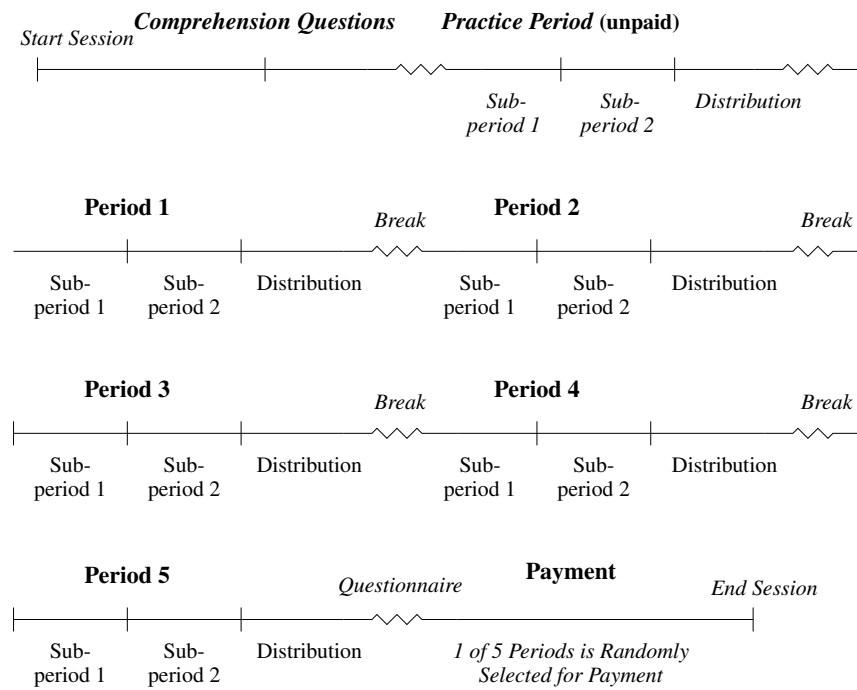 Comprehension Questions Practice Period (unpaid)
Start Session
Sub-
period 1
Sub-
period 2
Distribution
Period 1
Break
Period 2
Break
Sub-
period 1
Sub-
period 2
Distribution
Sub-
period 1
Sub-
period 2
Distribution
Period 3
Break
Period 4
Break
Sub-
period 1
Sub-
period 2
Distribution
Sub-
period 1
Sub-
period 2
Distribution
Period 5
Questionnaire
Payment
End Session
Sub-
period 1
Sub-
period 2
Distribution
1 of 5 Periods is Randomly
Selected for Payment